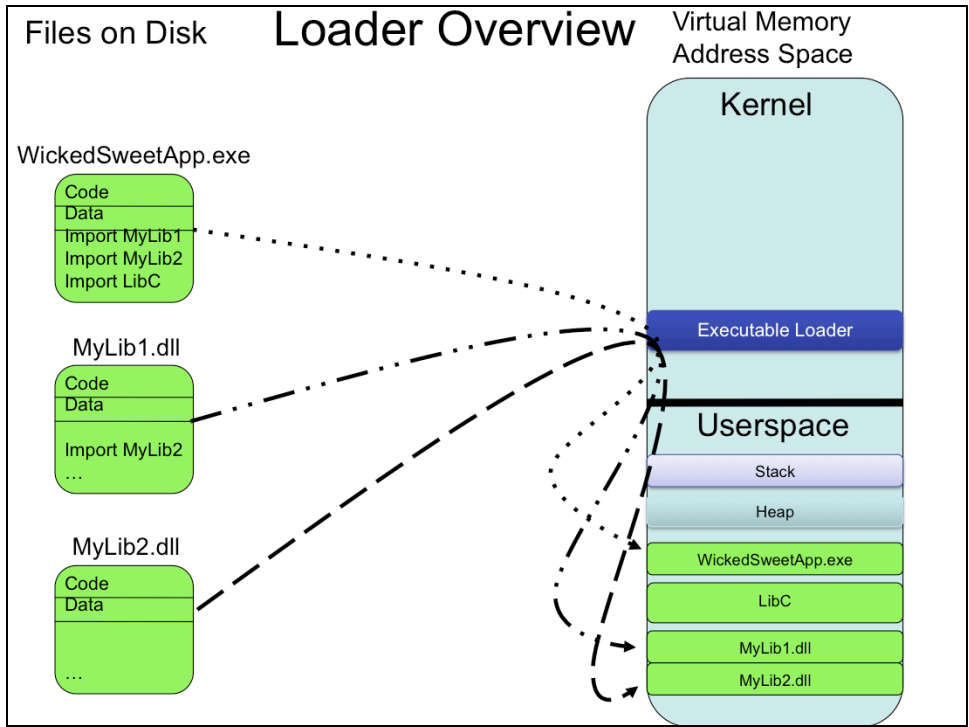 Files on Disk
Loader Overview
Virtual Memory
Address Space
WickedSweetApp.exe
Code
Data
Import MyLib1
Import MyLib2
Import LibC
MyLib1.dll
Code
Data
Import MyLib2
…
MyLib2.dll
Code
Data
…
Kernel
Executable Loader
Userspace
Stack
Heap
WickedSweetApp.exe
LibC
MyLib1.dll
MyLib2.dll